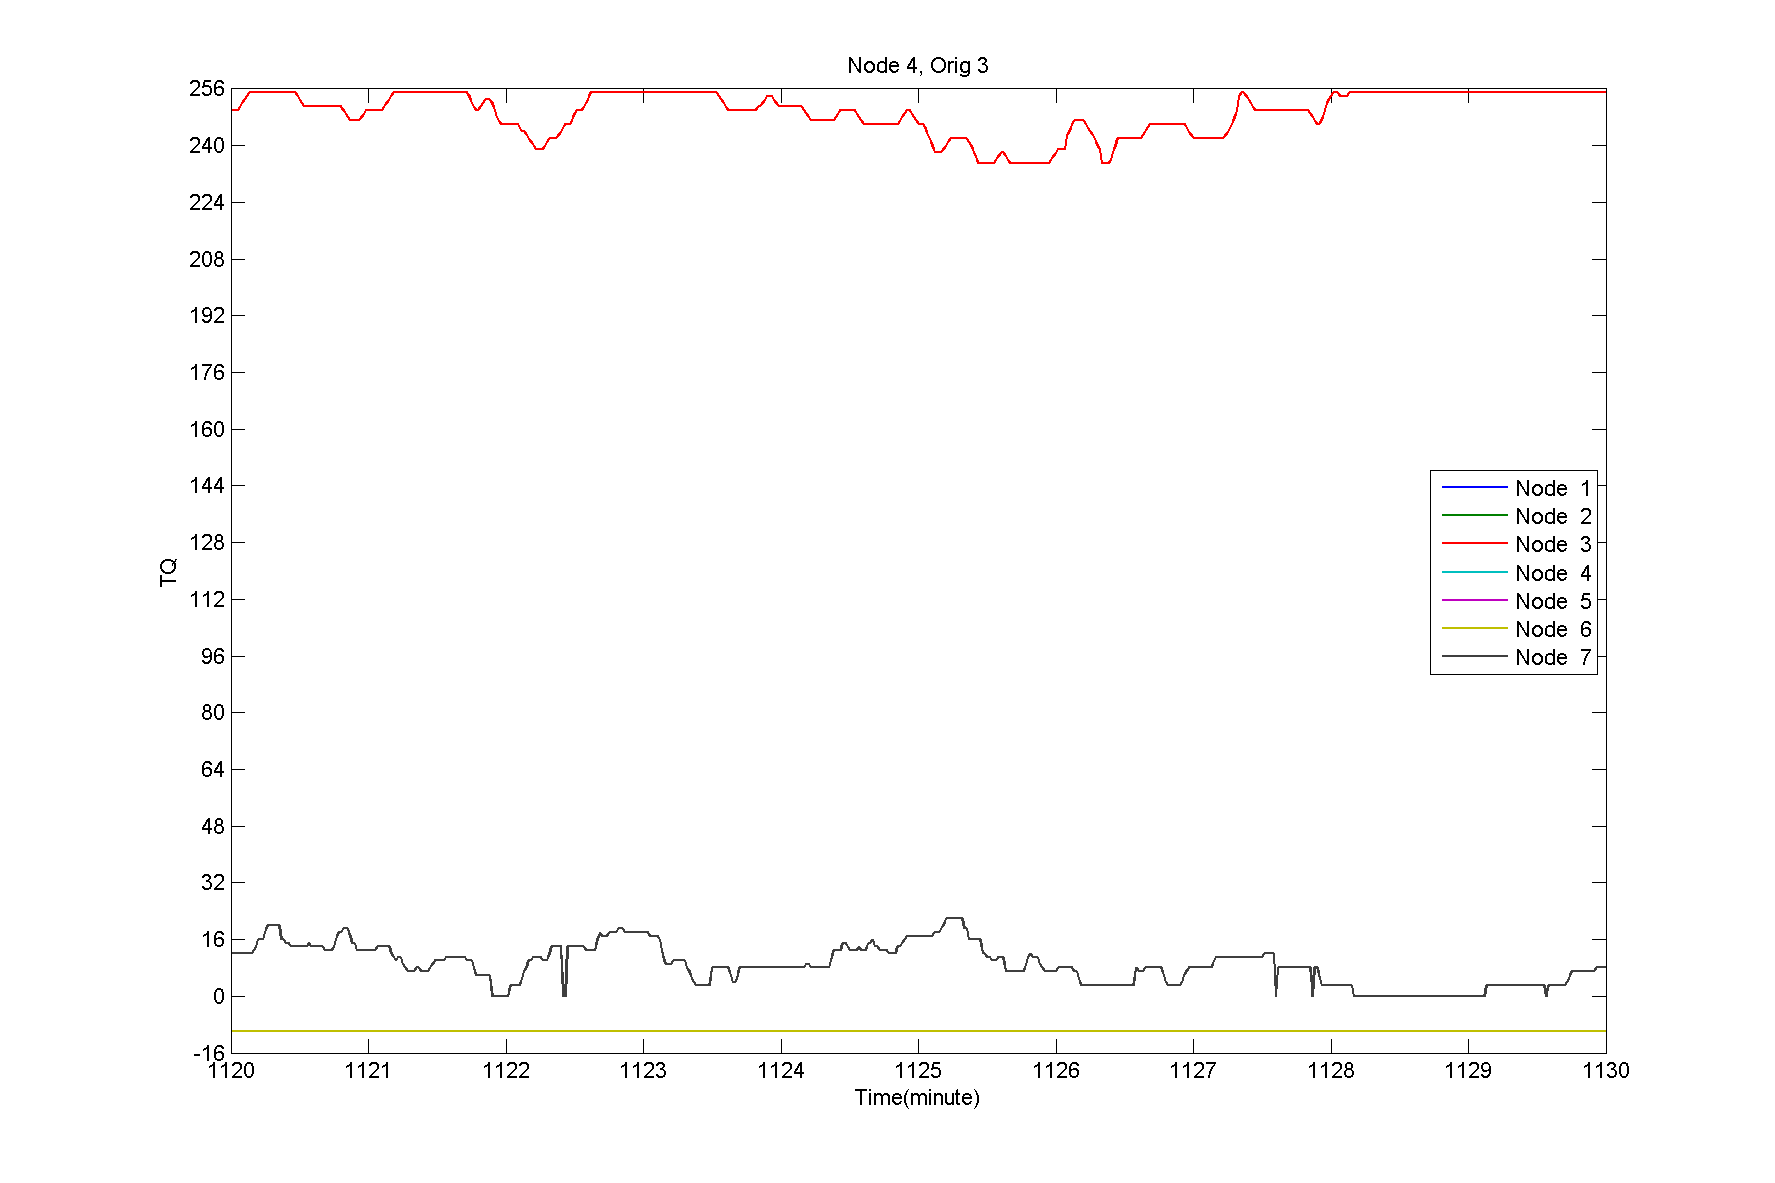 Node 4, Orig 3
256
240
224
208
192
176
160
144
128
112
96
80
64
48
32
16
0
-16
TQ
Node 1
Node 2
Node 3
Node 4
Node 5
Node 6
Node 7
1120 1121 1122 1123 1124 1125 1126 1127 1128 1129 1130
Time(minute)